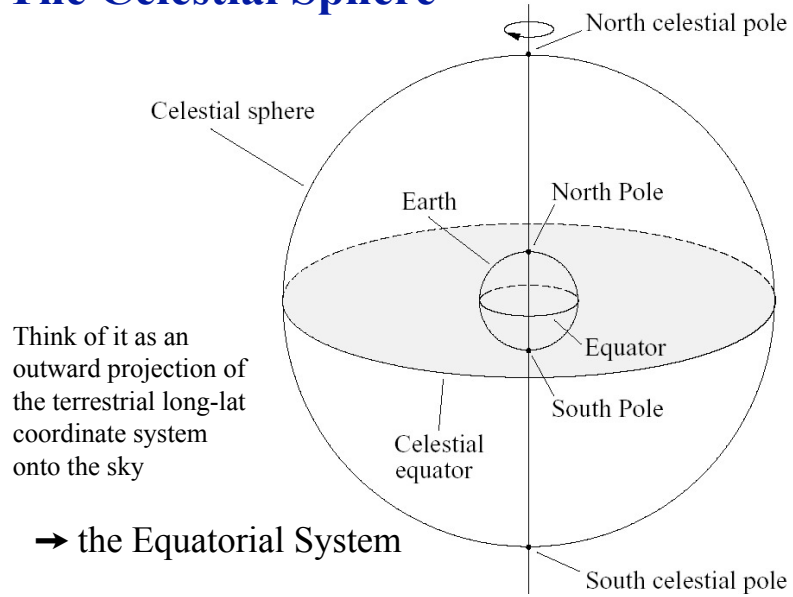 The Celestial Sphere
North celestial pole
Celestial sphere
North Pole
Earth
Think of it as an
outward projection of
the terrestrial long-lat
coordinate system
onto the sky
Equator
South Pole
Celestial
equator
→ the Equatorial System
South celestial pole